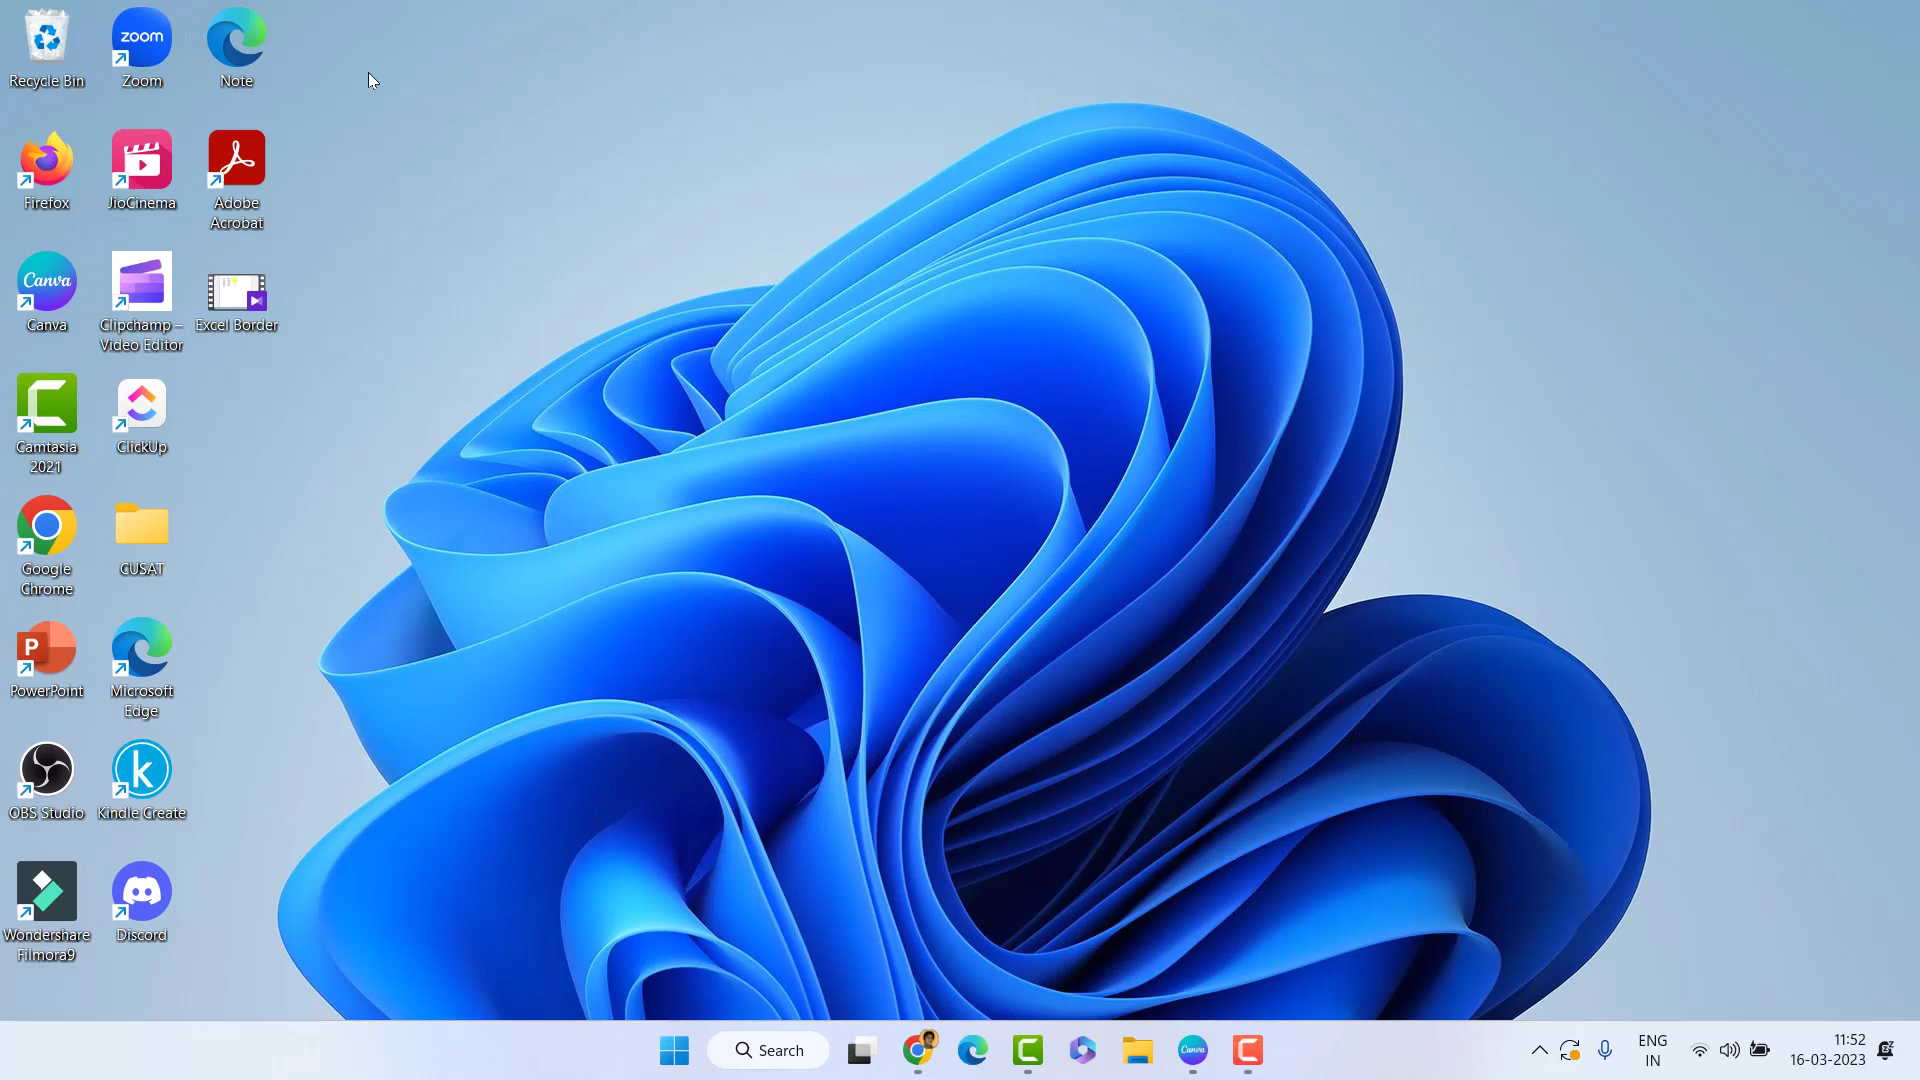 Recycle Bin
zoom
Zoom
Note
Firefox
JioCinema
Adobe
Acrobat
Canva
Canva
Clipchamp –
Video Editor
Excel Border
Camtasia
2021
ClickUp
Google
Chrome
CUSAT
P
PowerPoint
Microsoft
Edge
OBS Studio
k
Kindle Create
Wondershare
Filmora9
Discord
Search
Canva
ENG
IN
11:52
16-03-2023